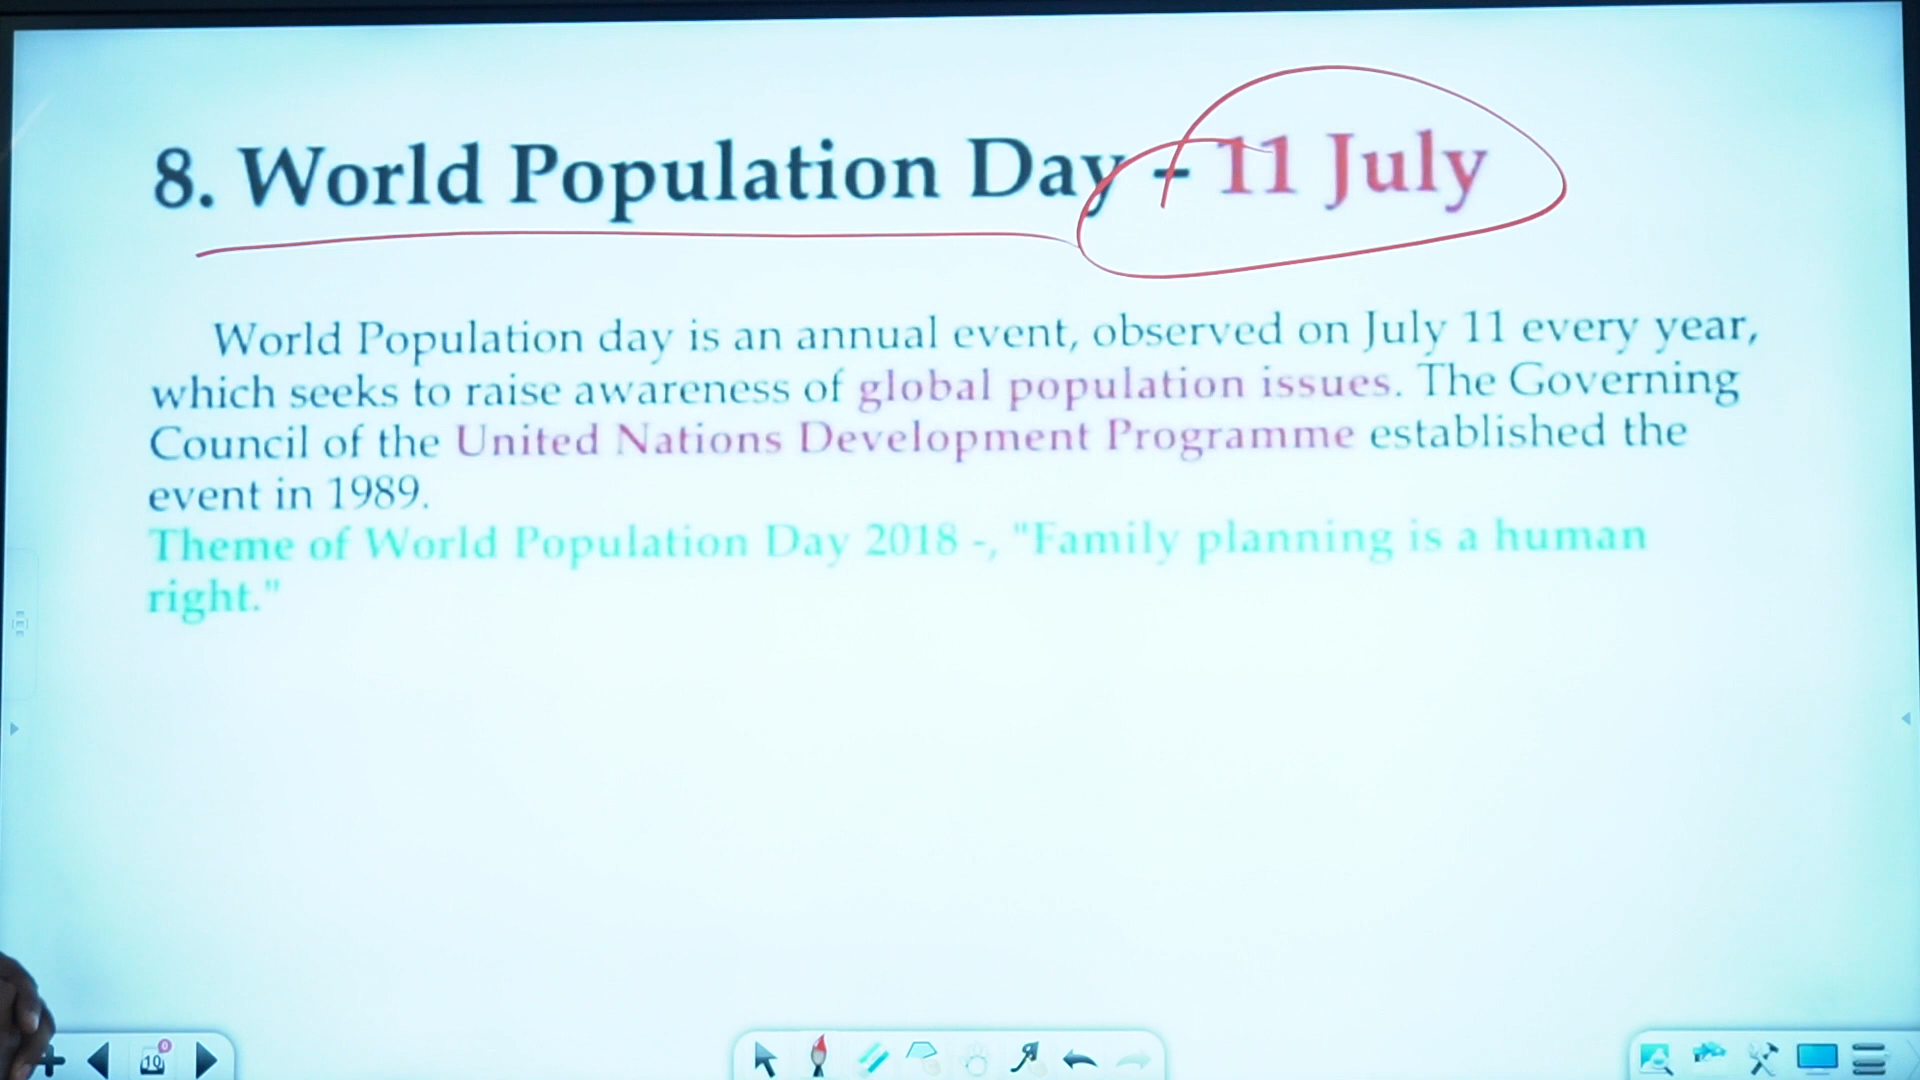 8. World Population Day - 11 July
World Population day is an annual event, observed on July 11 every year,
which seeks to raise awareness of global population issues. The Governing
Council of the United Nations Development Programme established the
event in 1989.
Theme of World Population Day 2018 -, "Family planning is a human
right."
10
0